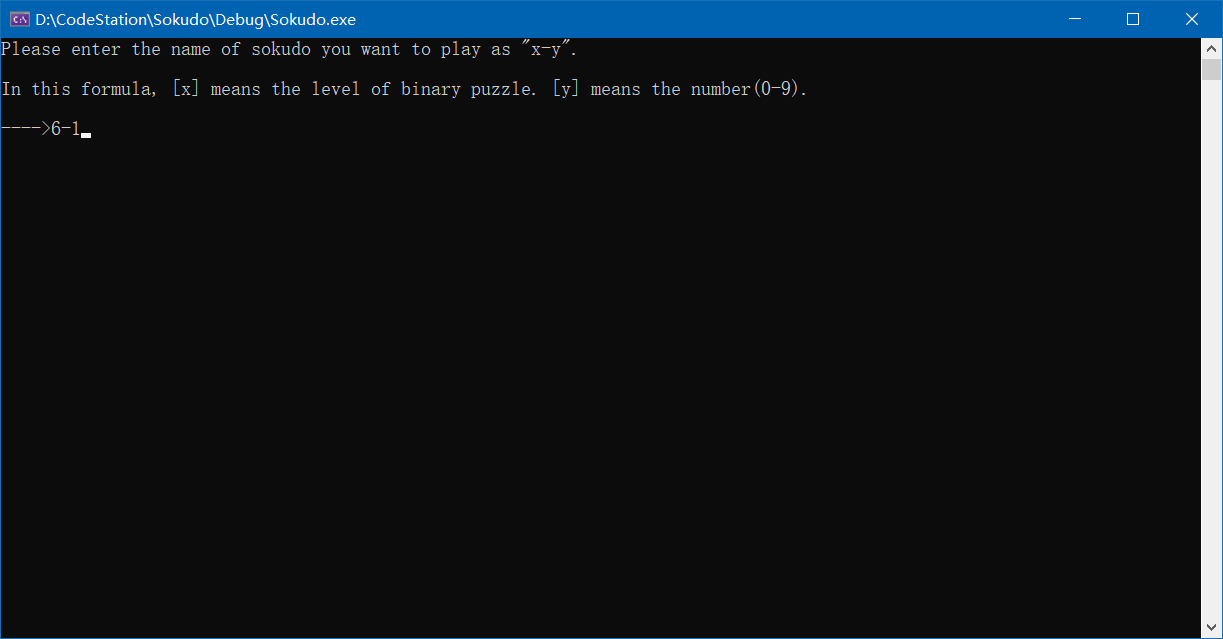 D:\CodeStation\Sokudo\Debug\Sokudo.exe
Please enter the name of sokudo you want to play as "x-y".
In this formula, [x] means the level of binary puzzle. [y] means the number(0-9).
---->6-1